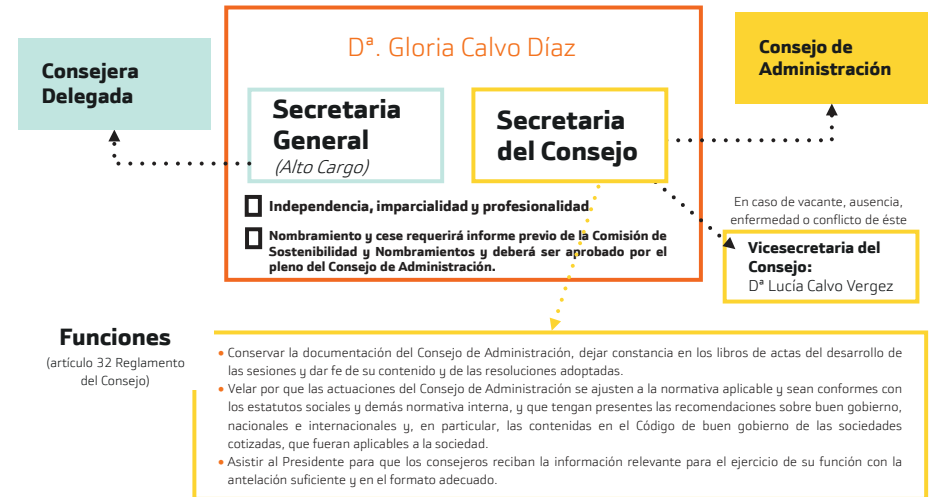 Dª. Gloria Calvo Díaz
Consejera
Delegada
Consejo de
Administración
Secretaria
General
(Alto Cargo)
Secretaria
del Consejo
Independencia, imparcialidad y profesionalidad
Nombramiento y cese requerirá informe previo de la Comisión de
Sostenibilidad y Nombramientos y deberá ser aprobado por el
pleno del Consejo de Administración.
En caso de vacante, ausencia,
enfermedad o conflicto de éste
Vicesecretaria del
Consejo:
Dª Lucía Calvo Vergez
Funciones
(artículo 32 Reglamento
del Consejo)
• Conservar la documentación del Consejo de Administración, dejar constancia en los libros de actas del desarrollo de
las sesiones y dar fe de su contenido y de las resoluciones adoptadas.
• Velar por que las actuaciones del Consejo de Administración se ajusten a la normativa aplicable y sean conformes con
los estatutos sociales y demás normativa interna, y que tengan presentes las recomendaciones sobre buen gobierno,
nacionales e internacionales y, en particular, las contenidas en el Código de buen gobierno de las sociedades
cotizadas, que fueran aplicables a la sociedad.
• Asistir al Presidente para que los consejeros reciban la información relevante para el ejercicio de su función con la
antelación suficiente y en el formato adecuado.